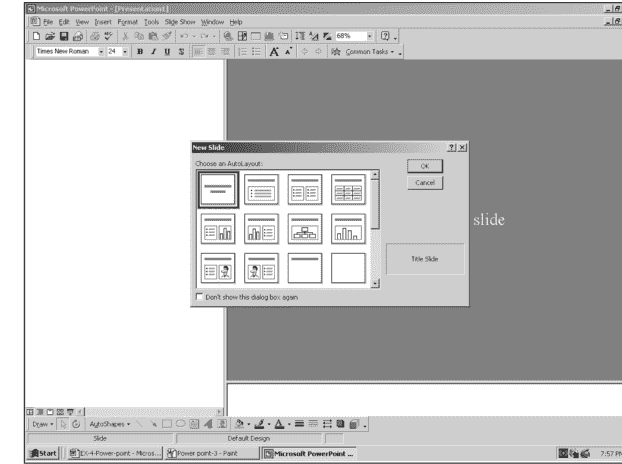 Microsoft PowerPoint - [Presentation1]
File Edit View Insert Format Tools Slide Show Window Help
68%
Times New Roman 24 B I U S A A Common Tasks
New Slide
Choose an AutoLayout:
OK
Cancel
slide
Title Slide
Don't show this dialog box again
Draw AutoShapes
Slide Default Design
Start EX-4-Power-point - Micros... Power point-3 - Paint Microsoft PowerPoint ... 7:57 PM